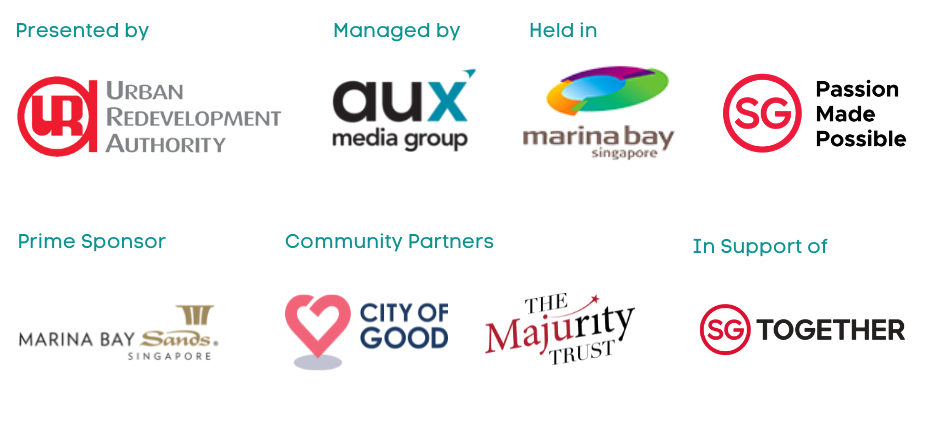 Presented by
Managed by
Held in
URA
URBAN
REDEVELOPMENT
AUTHORITY
aux
media group
marina bay
singapore
SG
Passion
Made
Possible
Prime Sponsor
Community Partners
In Support of
MARINA BAY Sands®
SINGAPORE
CITY OF
GOOD
THE
Majurity
TRUST
SG TOGETHER